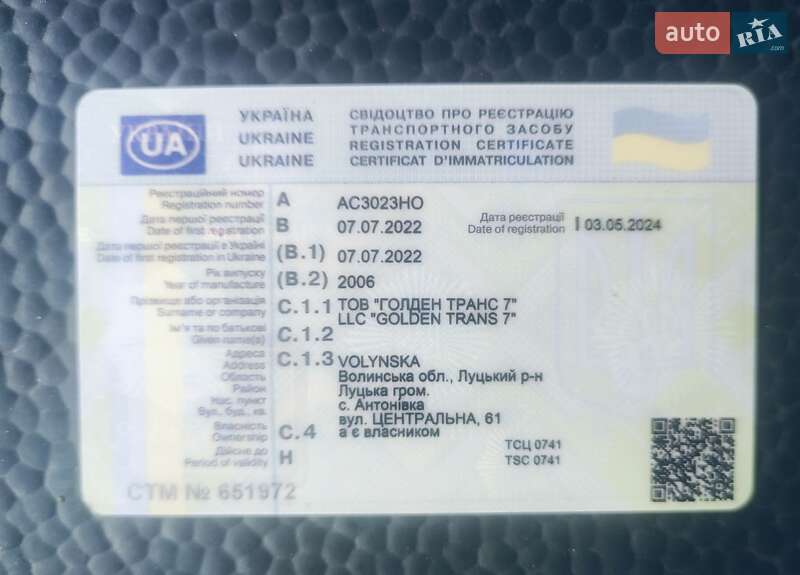 auto RIA .com
УКРАЇНА СВІДОЦТВО ПРО РЕЄСТРАЦІЮ
UA UKRAINE ТРАНСПОРТНОГО ЗАСОБУ
REGISTRATION CERTIFICATE
UKRAINE CERTIFICAT D'IMMATRICULATION
Реєстраційний номер
Registration number A AC3023HO
Дата першої реєстрації
Date of first registration B 07.07.2022
Дата реєстрації
Date of registration I 03.05.2024
Дата першої реєстрації в Україні
Date of first registration in Ukraine (B.1) 07.07.2022
Рік випуску
Year of manufacture (B.2) 2006
Прізвище або організація
Surname or company C.1.1 ТОВ "ГОЛДЕН ТРАНС 7"
LLC "GOLDEN TRANS 7"
Ім'я та по батькові
Given name(s) C.1.2
Адреса
Address C.1.3 VOLYNSKA
Область Волинська обл., Луцький р-н
Район Луцька гром.
Нас. пункт с. Антонівка
Вул., буд., кв. вул. ЦЕНТРАЛЬНА, 61
Власність
Ownership C.4 а є власником
Дійсне до
Period of validity H
ТСЦ 0741
TSC 0741
СТМ № 651972